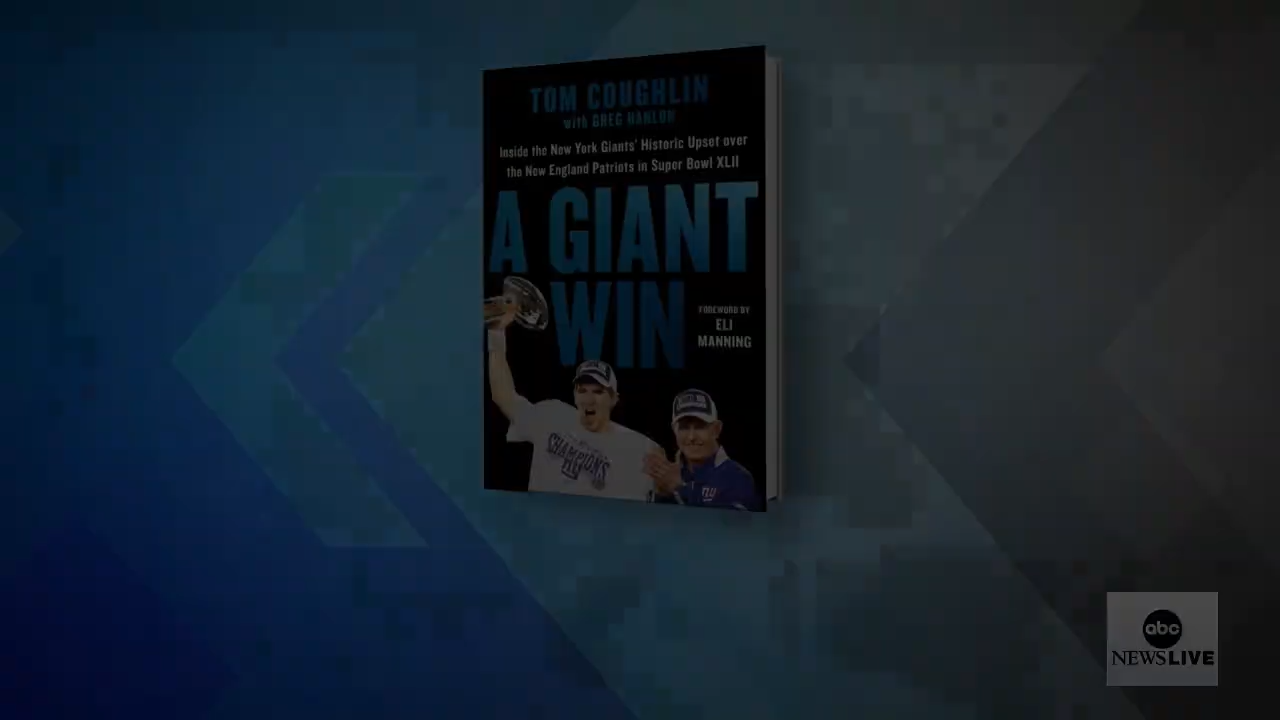 TOM COUGHLIN
with GREG HANLON
Inside the New York Giants' Historic Upset over
the New England Patriots in Super Bowl XLII
A GIANT
WIN
FOREWORD BY
ELI
MANNING
CHAMPIONS
abc
NEWSLIVE